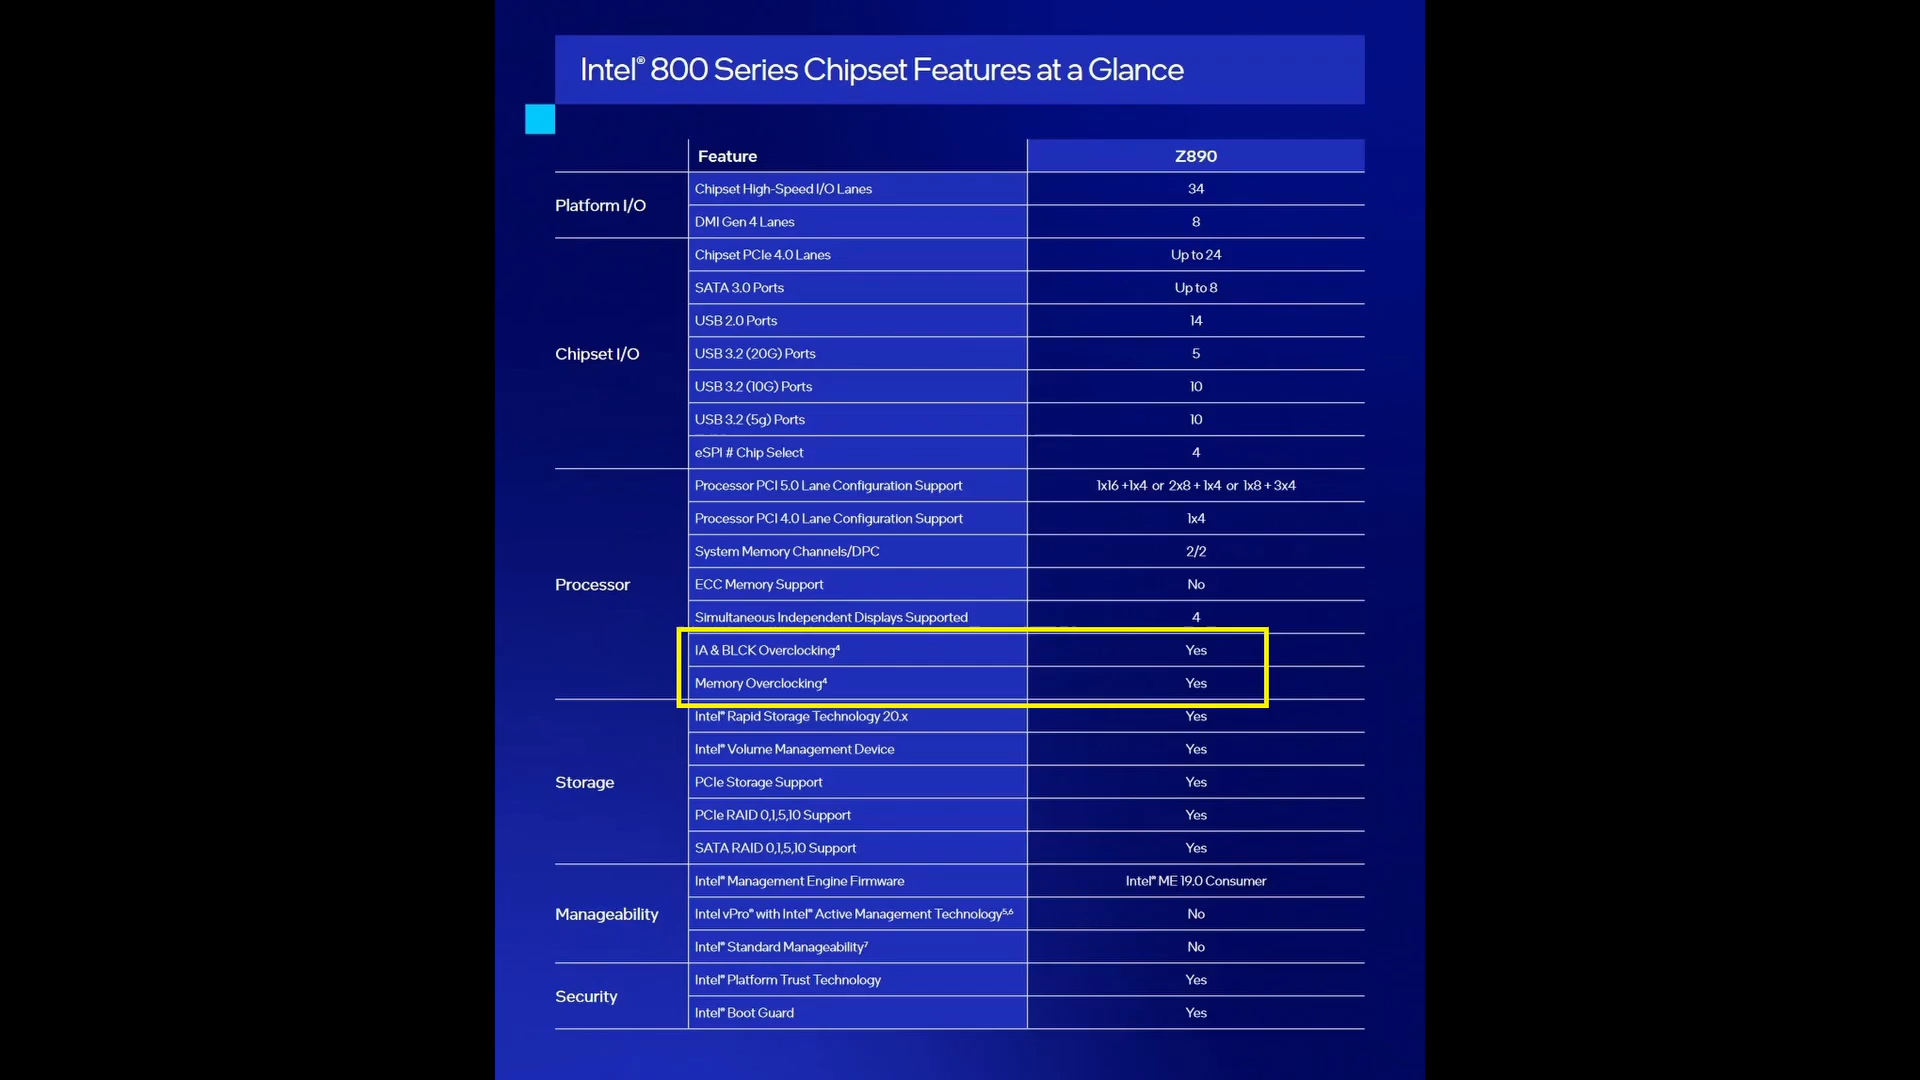 Intel® 800 Series Chipset Features at a Glance
Feature Z890
Platform I/O
Chipset High-Speed I/O Lanes 34
DMI Gen 4 Lanes 8
Chipset I/O
Chipset PCIe 4.0 Lanes Up to 24
SATA 3.0 Ports Up to 8
USB 2.0 Ports 14
USB 3.2 (20G) Ports 5
USB 3.2 (10G) Ports 10
USB 3.2 (5g) Ports 10
eSPI # Chip Select 4
Processor
Processor PCI 5.0 Lane Configuration Support 1x16 +1x4 or 2x8 + 1x4 or 1x8 + 3x4
Processor PCI 4.0 Lane Configuration Support 1x4
System Memory Channels/DPC 2/2
ECC Memory Support No
Simultaneous Independent Displays Supported 4
IA & BLCK Overclocking⁴ Yes
Memory Overclocking⁴ Yes
Storage
Intel® Rapid Storage Technology 20.x Yes
Intel® Volume Management Device Yes
PCIe Storage Support Yes
PCIe RAID 0,1,5,10 Support Yes
SATA RAID 0,1,5,10 Support Yes
Manageability
Intel® Management Engine Firmware Intel® ME 19.0 Consumer
Intel vPro® with Intel® Active Management Technology⁵,⁶ No
Intel® Standard Manageability⁷ No
Security
Intel® Platform Trust Technology Yes
Intel® Boot Guard Yes